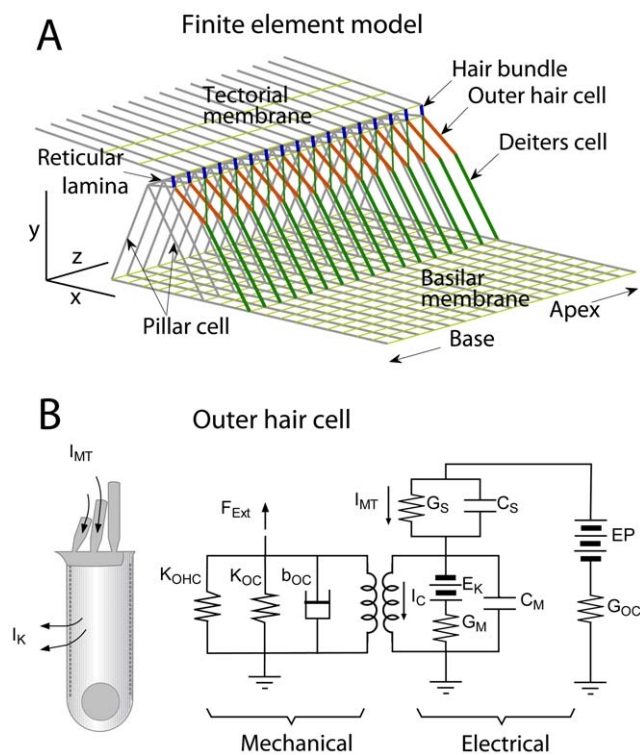 A
Finite element model
Hair bundle
Tectorial
membrane
Outer hair cell
Deiters cell
Reticular
lamina
y
z
x
Basilar
membrane
Pillar cell
Apex
Base
B
Outer hair cell
I_MT
I_K
F_Ext
K_OHC
K_OC
b_OC
I_MT
G_S
C_S
I_C
E_K
G_M
C_M
EP
G_OC
Mechanical
Electrical